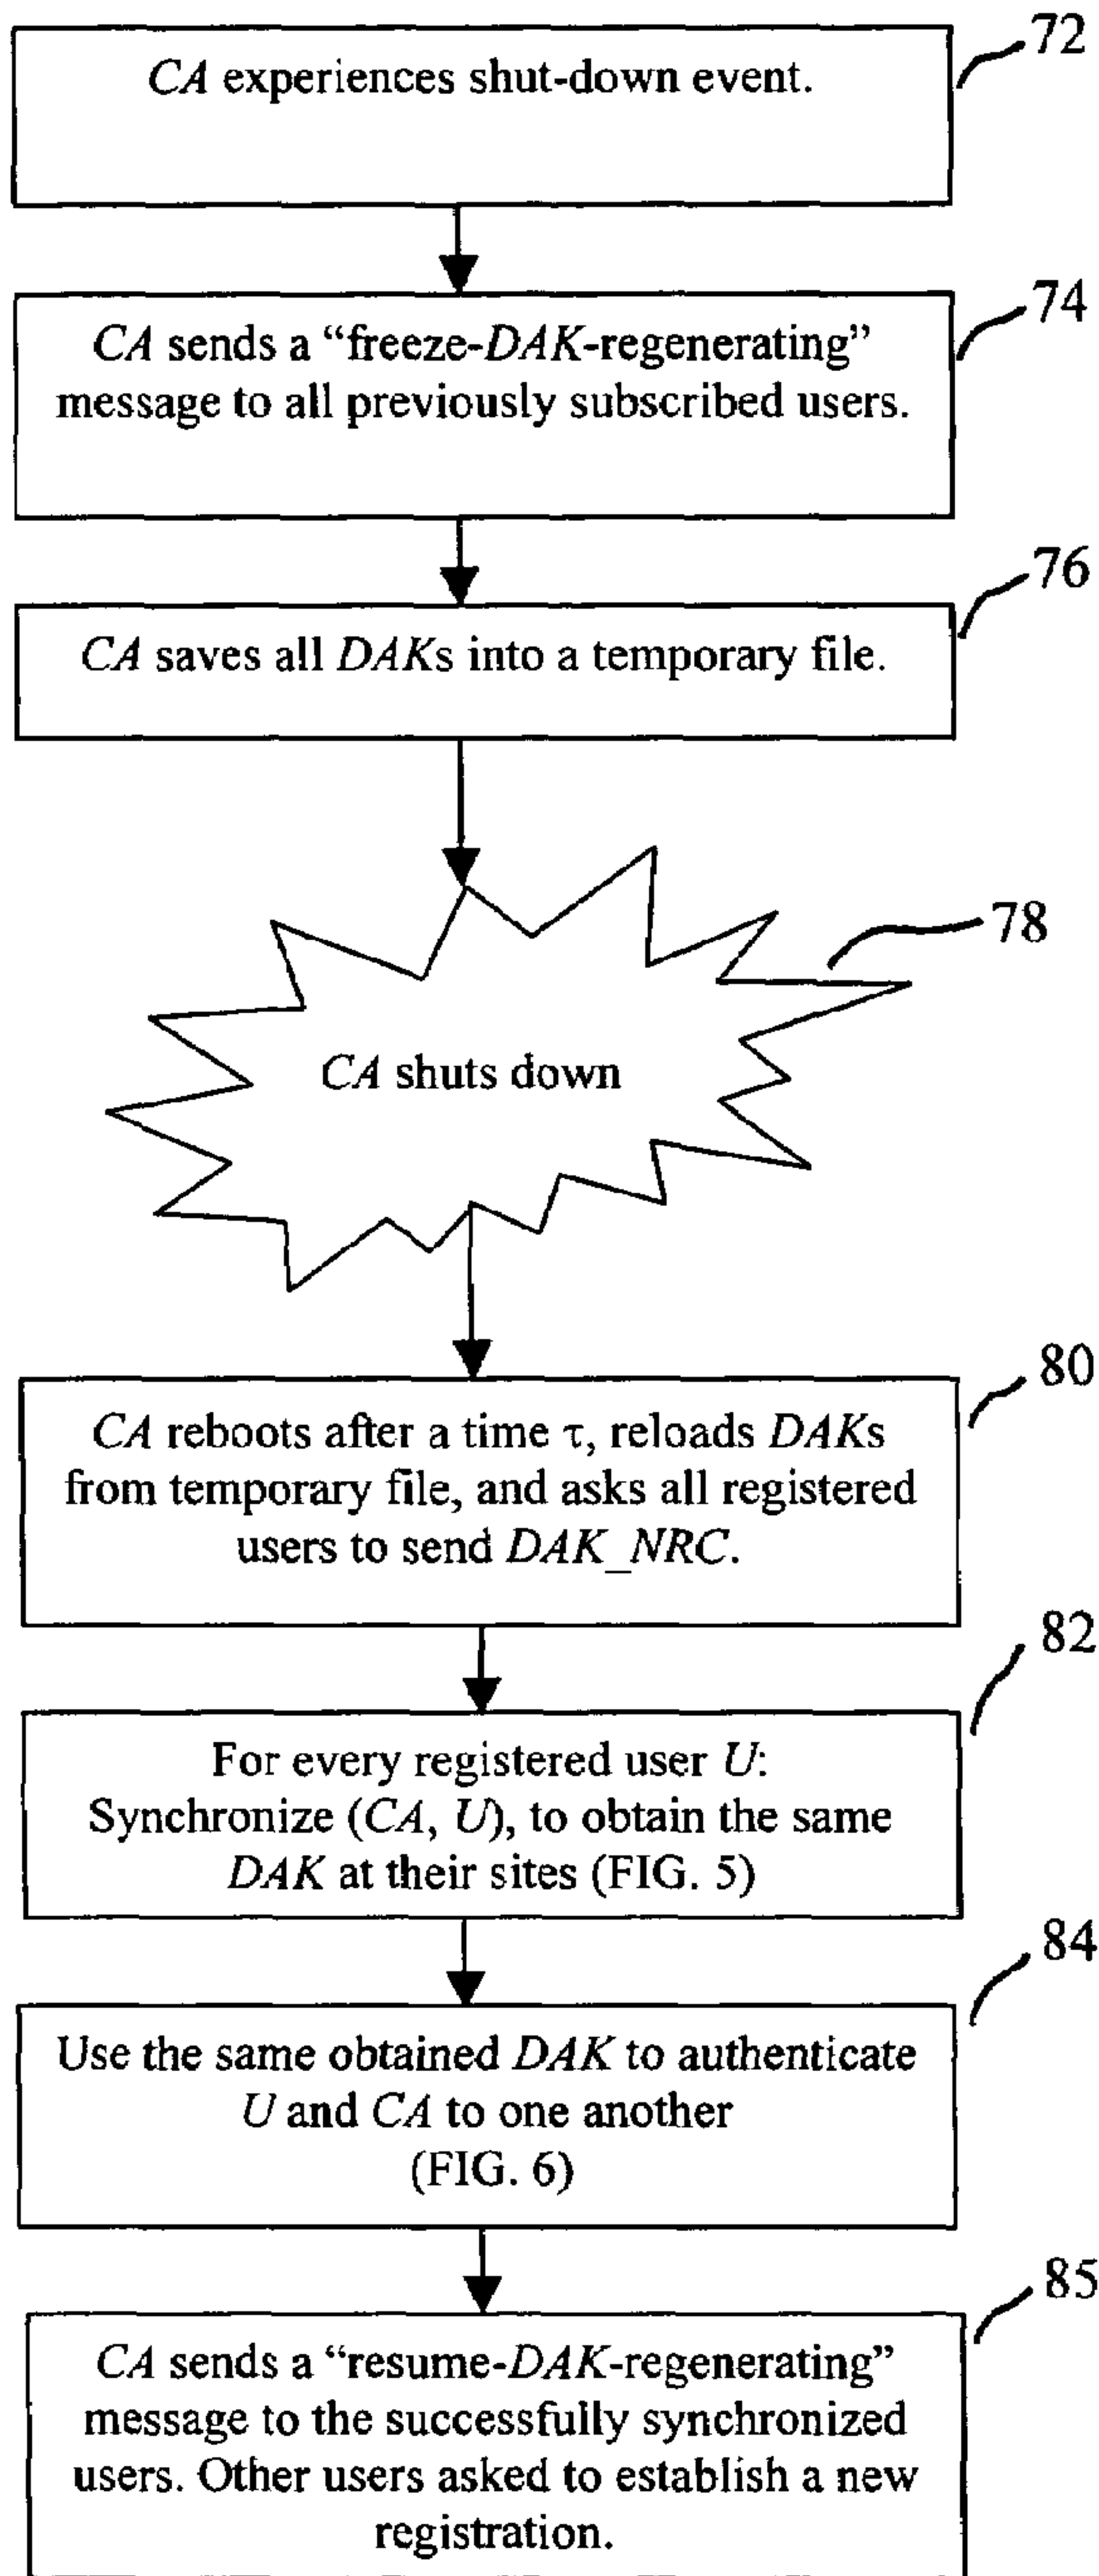 72
CA experiences shut-down event.
74
CA sends a “freeze-DAK-regenerating”
message to all previously subscribed users.
76
CA saves all DAKs into a temporary file.
78
CA shuts down
80
CA reboots after a time τ, reloads DAKs
from temporary file, and asks all registered
users to send DAK_NRC.
82
For every registered user U:
Synchronize (CA, U), to obtain the same
DAK at their sites (FIG. 5)
84
Use the same obtained DAK to authenticate
U and CA to one another
(FIG. 6)
85
CA sends a “resume-DAK-regenerating”
message to the successfully synchronized
users. Other users asked to establish a new
registration.